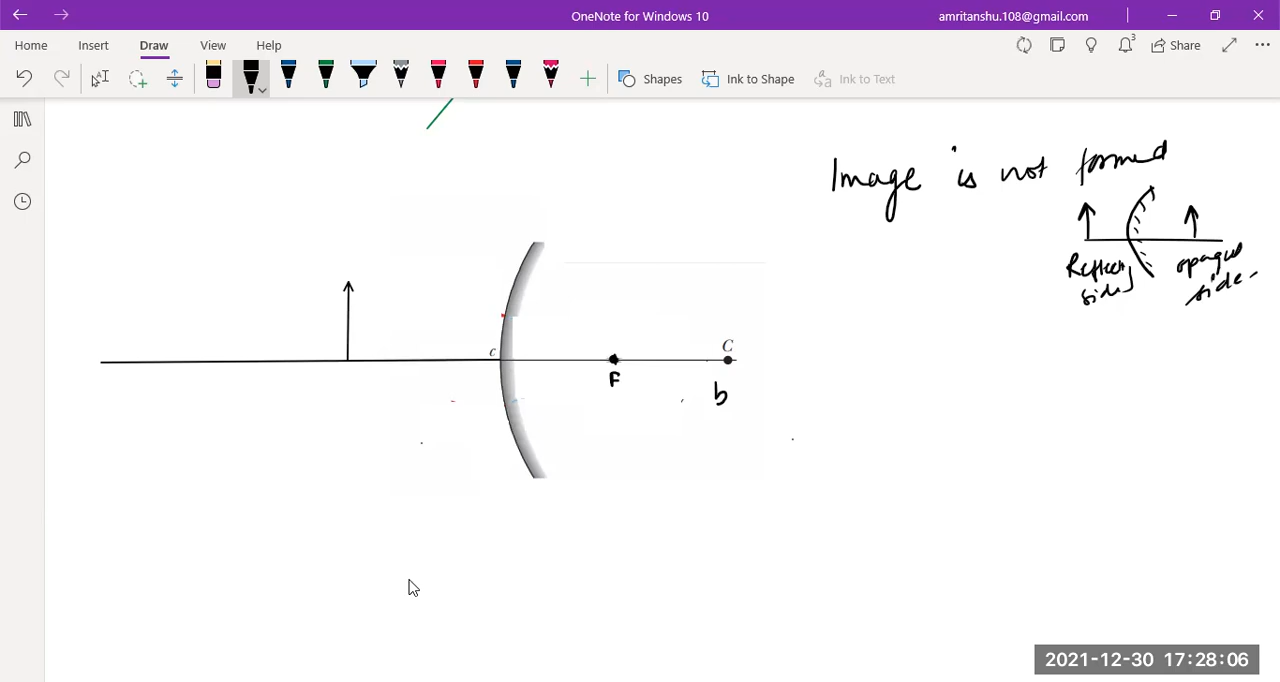 OneNote for Windows 10
amritanshu.108@gmail.com
Home Insert Draw View Help
3
Share
Shapes
Ink to Shape
Ink to Text
Image is not formed
Reflecting side
opaque side
c
F
C
b
2021-12-30 17:28:06